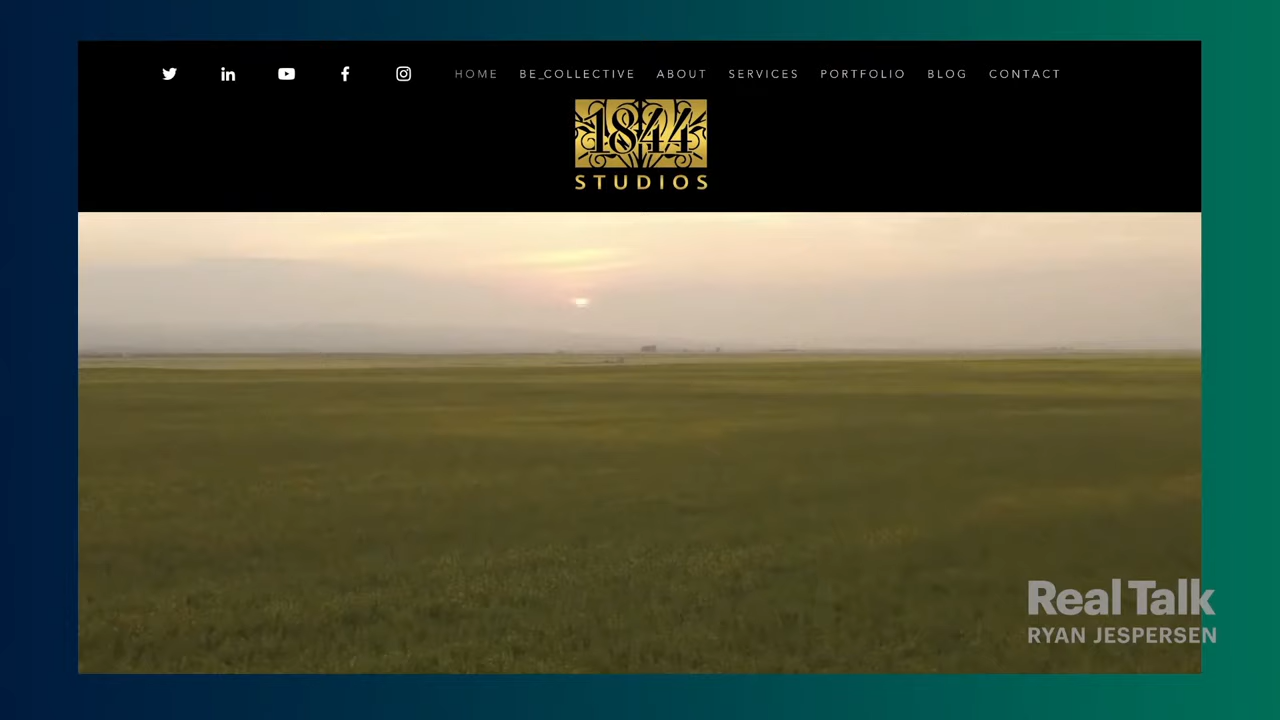 HOME BE_COLLECTIVE ABOUT SERVICES PORTFOLIO BLOG CONTACT
1844
STUDIOS
Real Talk
RYAN JESPERSEN